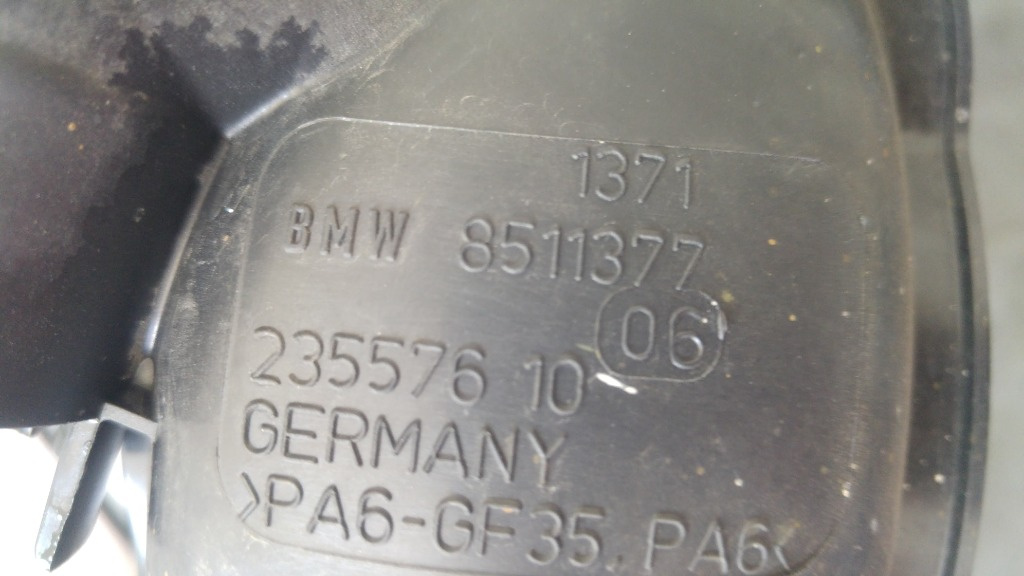 1371
BMW 8511377
06
235576 10
GERMANY
>PA6-GF35, PA6<